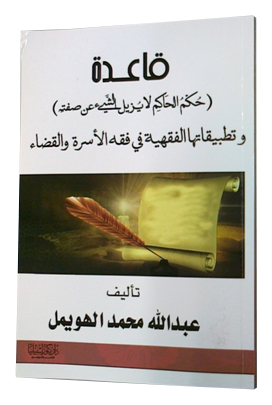 قاعدة
(حكم الحاكم لا يزيل الشيء عن صفته)
وتطبيقاتها الفقهية في فقه الأسرة والقضاء
تأليف
عبدالله محمد الهويمل